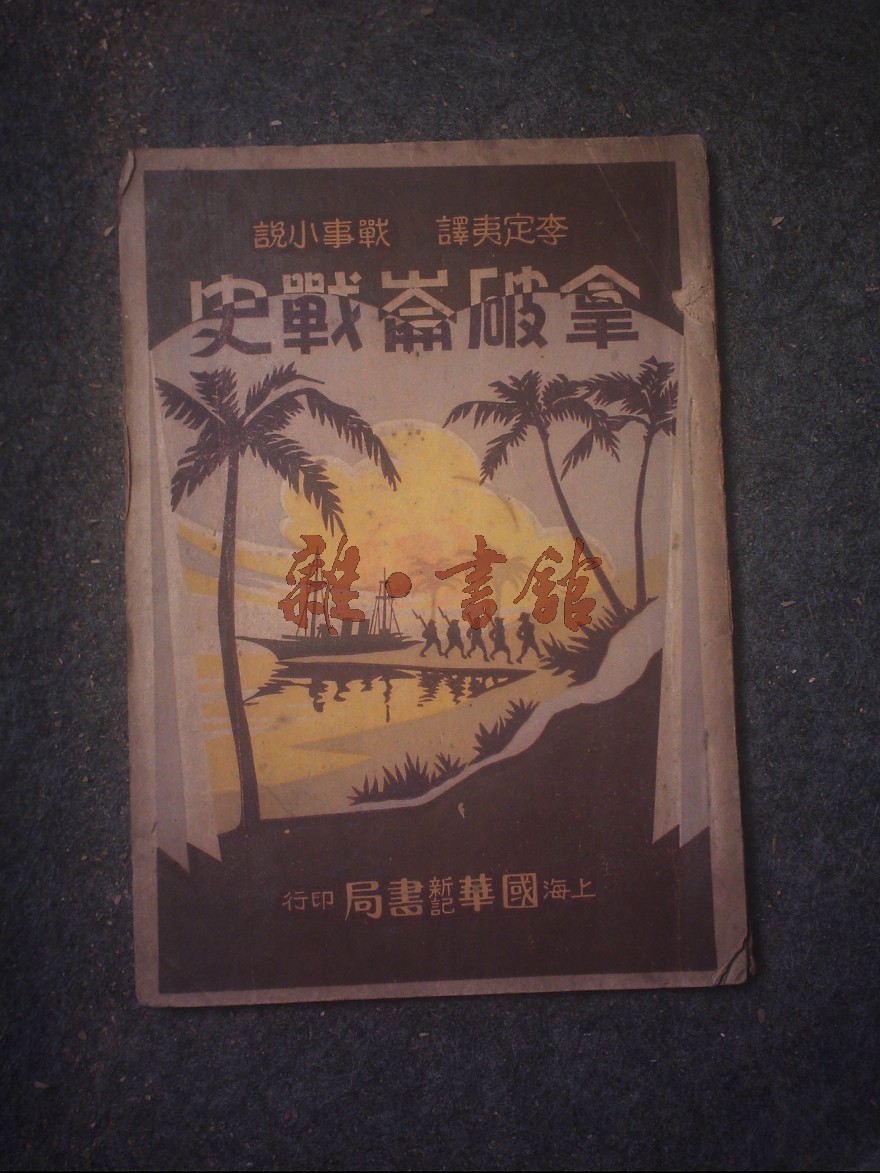 李定夷譯 戰事小說
拿破崙戰史
雜·書館
上海國華新記書局印行